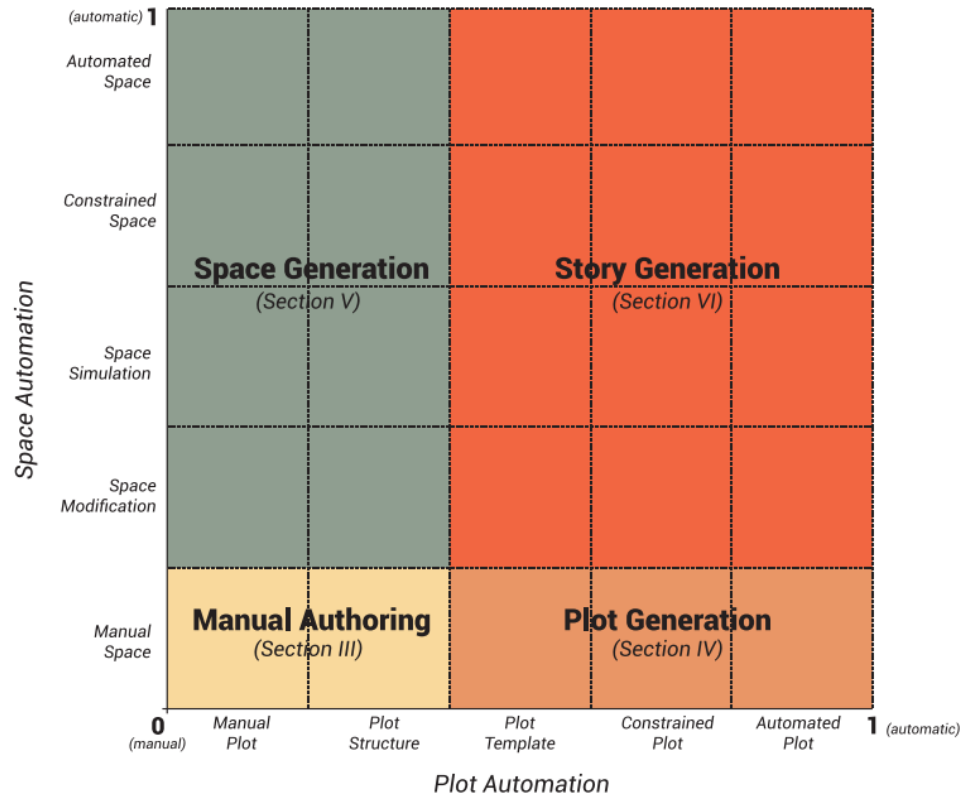 (automatic) 1
Automated
Space
Constrained
Space
Space Generation
(Section V)
Story Generation
(Section VI)
Space Automation
Space
Simulation
Space
Modification
Manual Authoring
(Section III)
Plot Generation
(Section IV)
Manual
Space
0
(manual)
Manual
Plot
Plot
Structure
Plot
Template
Constrained
Plot
Automated
Plot
1 (automatic)
Plot Automation